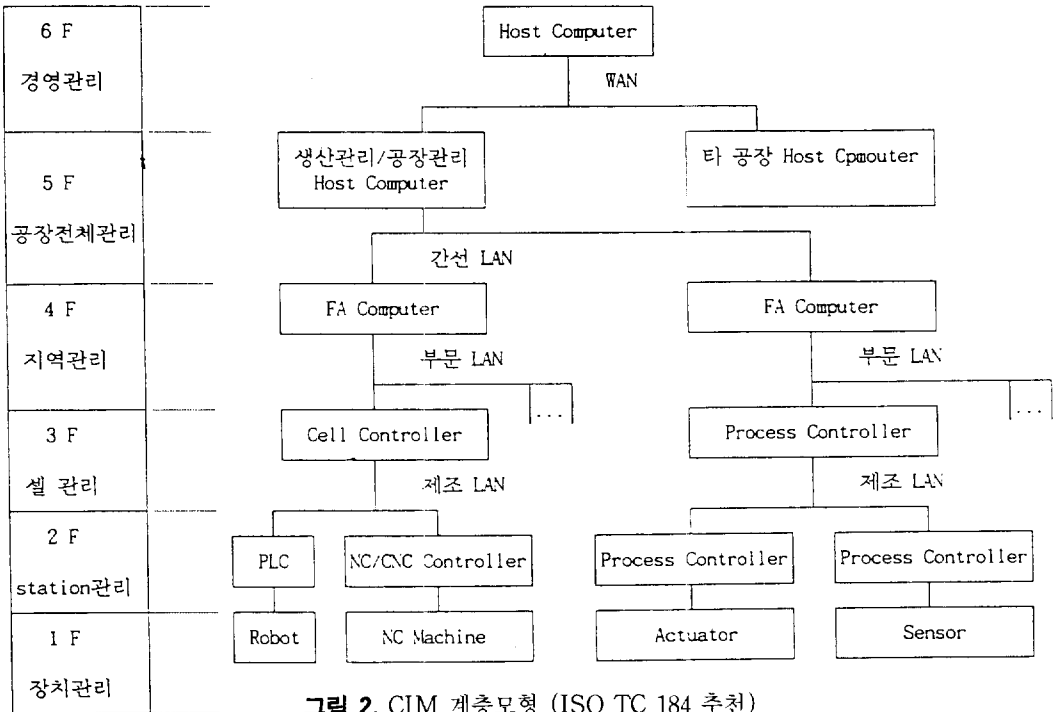 6 F
경영관리
Host Computer
WAN
5 F
공장전체관리
생산관리/공장관리
Host Computer
타 공장 Host Cpmouter
간선 LAN
4 F
지역관리
FA Computer
FA Computer
부문 LAN
부문 LAN
...
...
3 F
셀 관리
Cell Controller
Process Controller
제조 LAN
제조 LAN
2 F
station관리
PLC
NC/CNC Controller
Process Controller
Process Controller
1 F
장치관리
Robot
NC Machine
Actuator
Sensor
그림 2. CIM 계층모형 (ISO TC 184 추천)